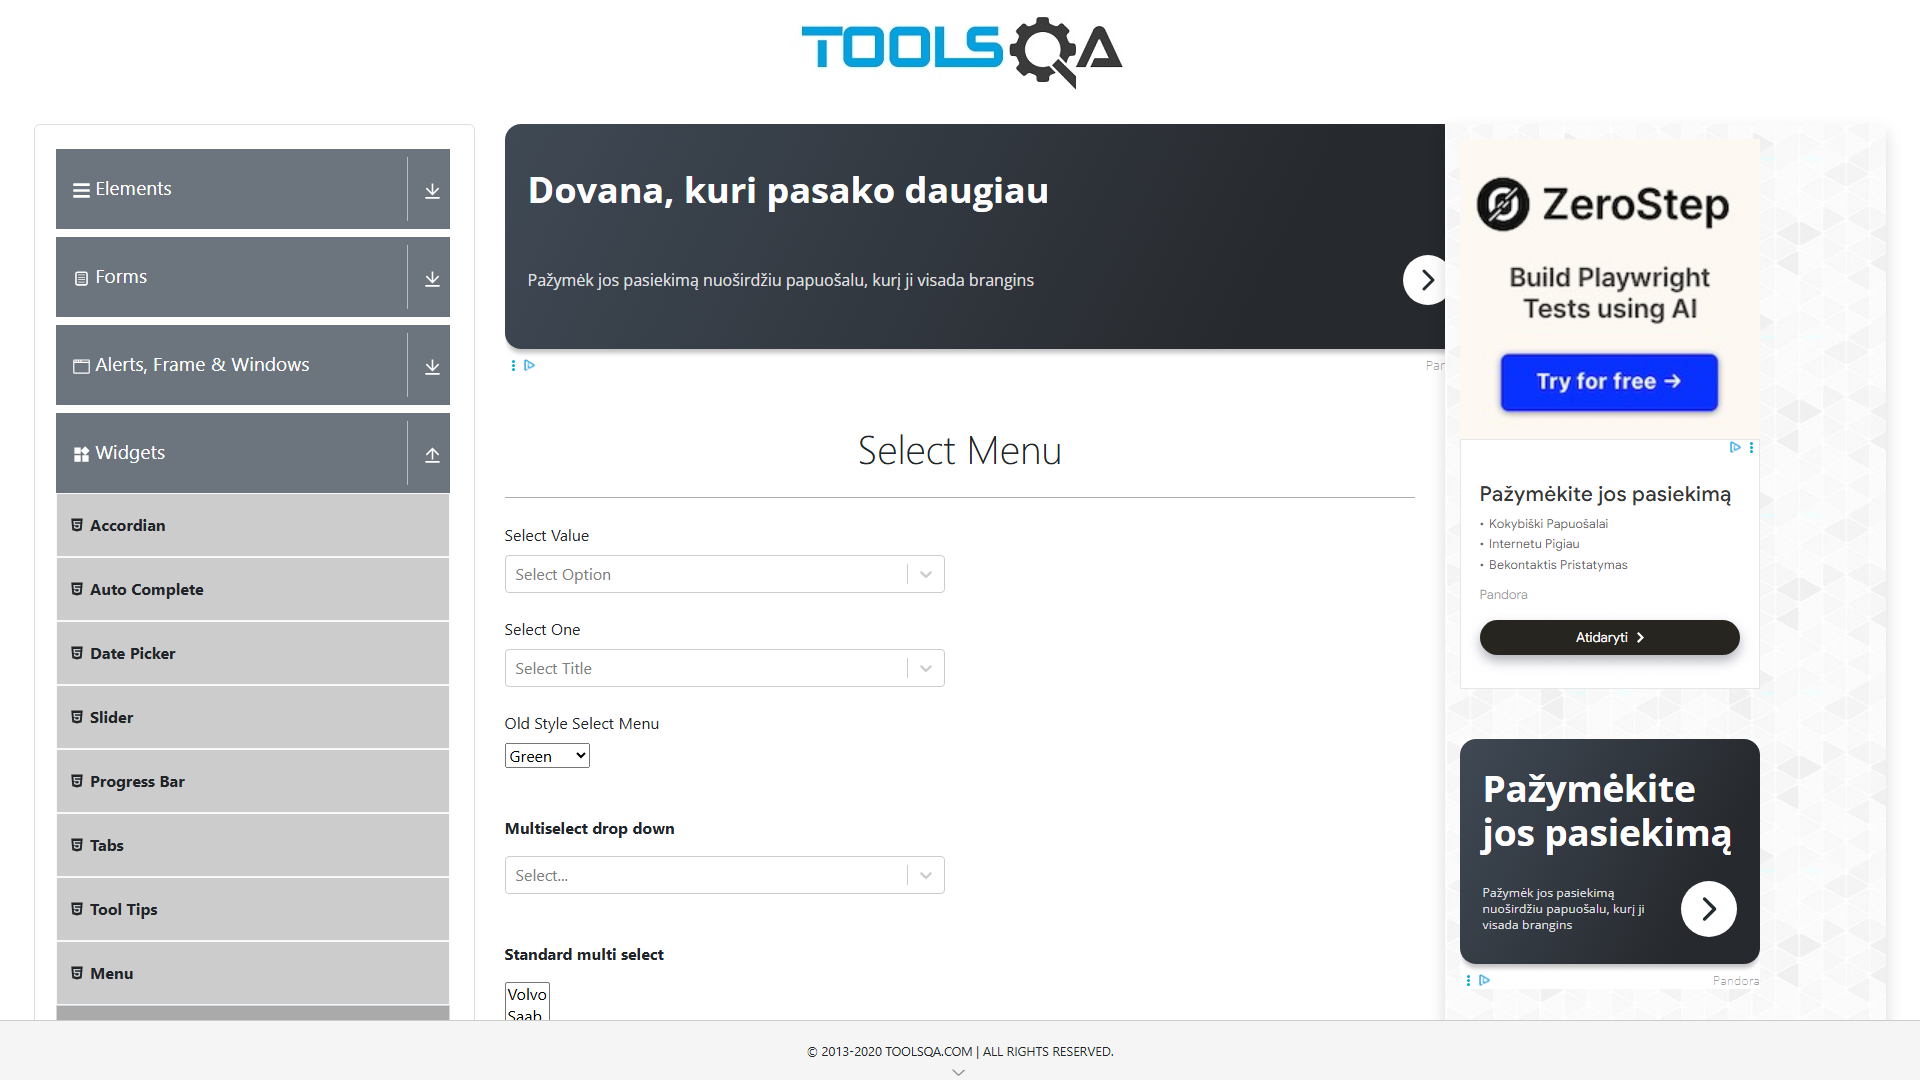 TOOLSQA
Elements
Forms
Alerts, Frame & Windows
Widgets
Accordian
Auto Complete
Date Picker
Slider
Progress Bar
Tabs
Tool Tips
Menu
Dovana, kuri pasako daugiau
Pažymėk jos pasiekimą nuoširdžiu papuošalu, kurį ji visada brangins
Par
Select Menu
Select Value
Select Option
Select One
Select Title
Old Style Select Menu
Green
Multiselect drop down
Select...
Standard multi select
Volvo
Saab
ZeroStep
Build Playwright
Tests using AI
Try for free →
Pažymėkite jos pasiekimą
• Kokybiški Papuošalai
• Internetu Pigiau
• Bekontaktis Pristatymas
Pandora
Atidaryti
Pažymėkite
jos pasiekimą
Pažymėk jos pasiekimą
nuoširdžiu papuošalu, kurį ji
visada brangins
Pandora
© 2013-2020 TOOLSQA.COM | ALL RIGHTS RESERVED.